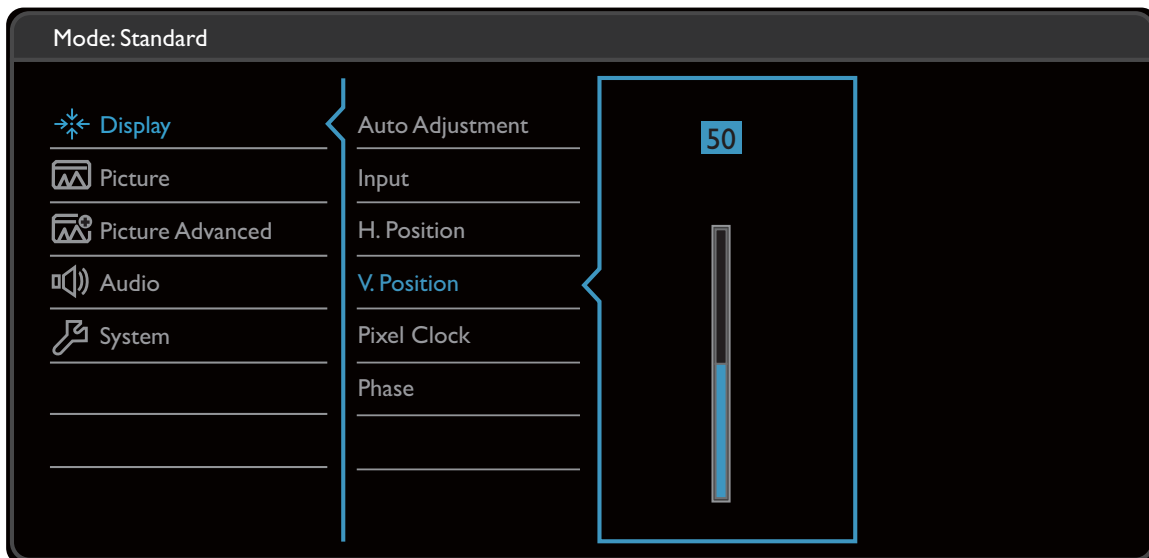 Mode: Standard
Display
Picture
Picture Advanced
Audio
System
Auto Adjustment
Input
H. Position
V. Position
Pixel Clock
Phase
50